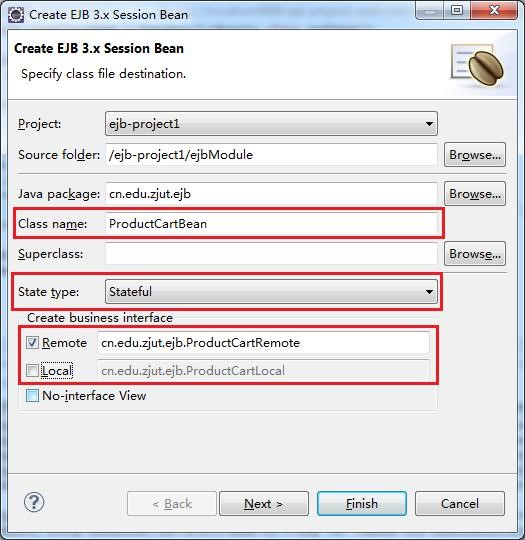 Create EJB 3.x Session Bean
Create EJB 3.x Session Bean
Specify class file destination.
Project: ejb-project1
Source folder: /ejb-project1/ejbModule Browse...
Java package: cn.edu.zjut.ejb Browse...
Class name: ProductCartBean
Superclass: Browse...
State type: Stateful
Create business interface
Remote cn.edu.zjut.ejb.ProductCartRemote
Local cn.edu.zjut.ejb.ProductCartLocal
No-interface View
? < Back Next > Finish Cancel